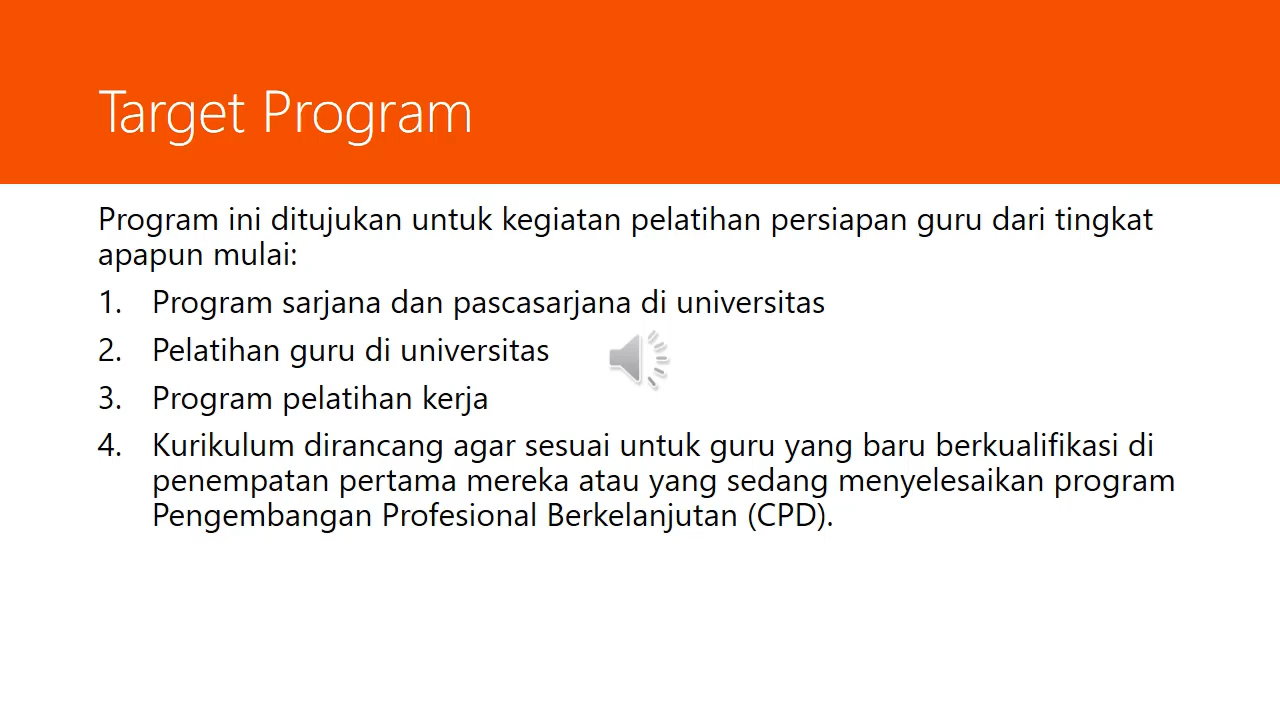 Target Program
Program ini ditujukan untuk kegiatan pelatihan persiapan guru dari tingkat
apapun mulai:
1. Program sarjana dan pascasarjana di universitas
2. Pelatihan guru di universitas
3. Program pelatihan kerja
4. Kurikulum dirancang agar sesuai untuk guru yang baru berkualifikasi di
penempatan pertama mereka atau yang sedang menyelesaikan program
Pengembangan Profesional Berkelanjutan (CPD).